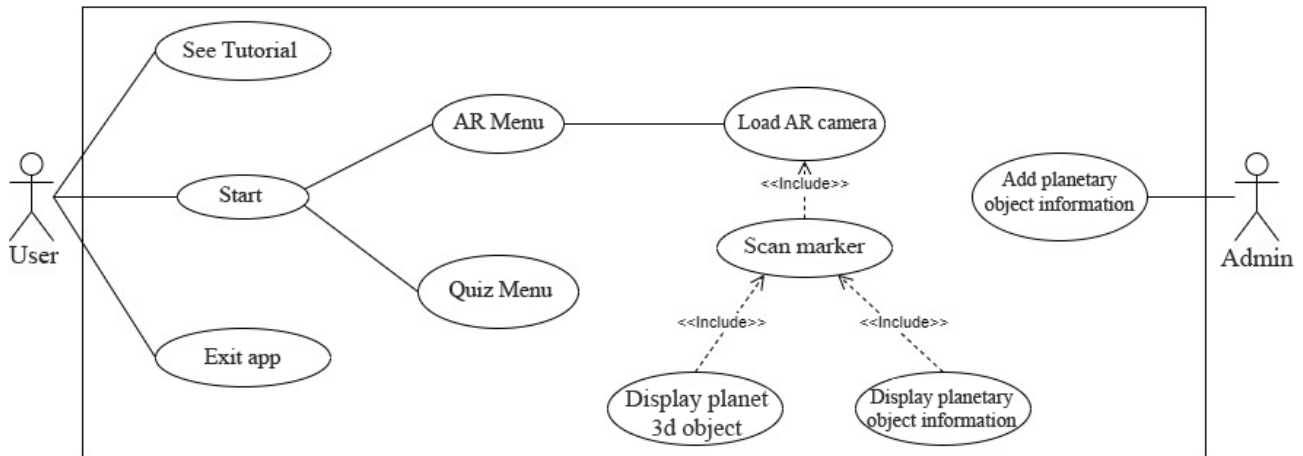 See Tutorial
AR Menu
Load AR camera
<<Include>>
Add planetary
object information
Start
User
Scan marker
Admin
Quiz Menu
<<Include>>
<<Include>>
Exit app
Display planet
3d object
Display planetary
object information